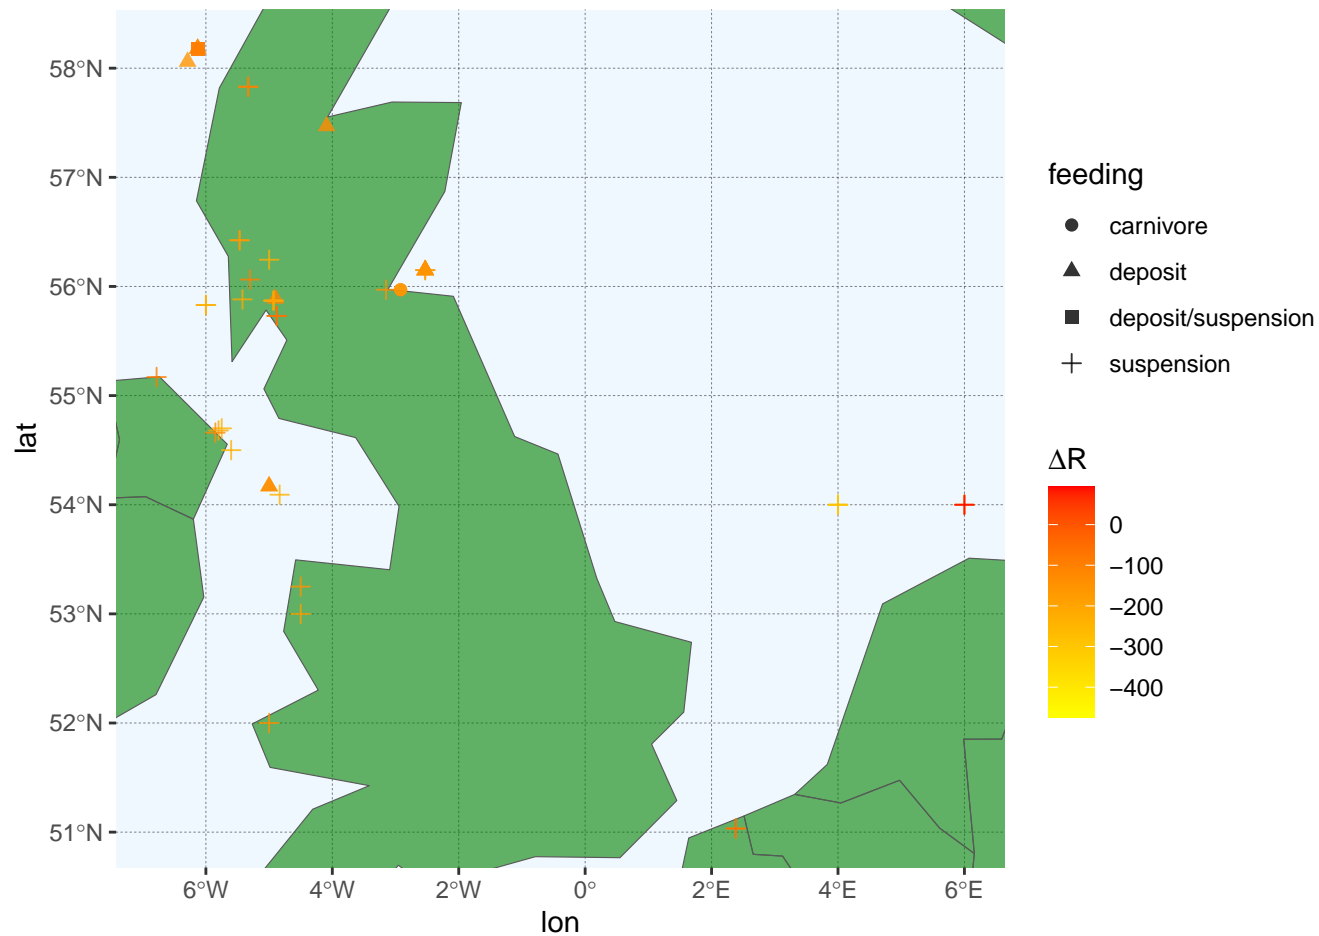 58°N
57°N
56°N
55°N
54°N
53°N
52°N
51°N
lat
6°W
4°W
2°W
0°
2°E
4°E
6°E
lon
feeding
carnivore
deposit
deposit/suspension
suspension
ΔR
0
−100
−200
−300
−400